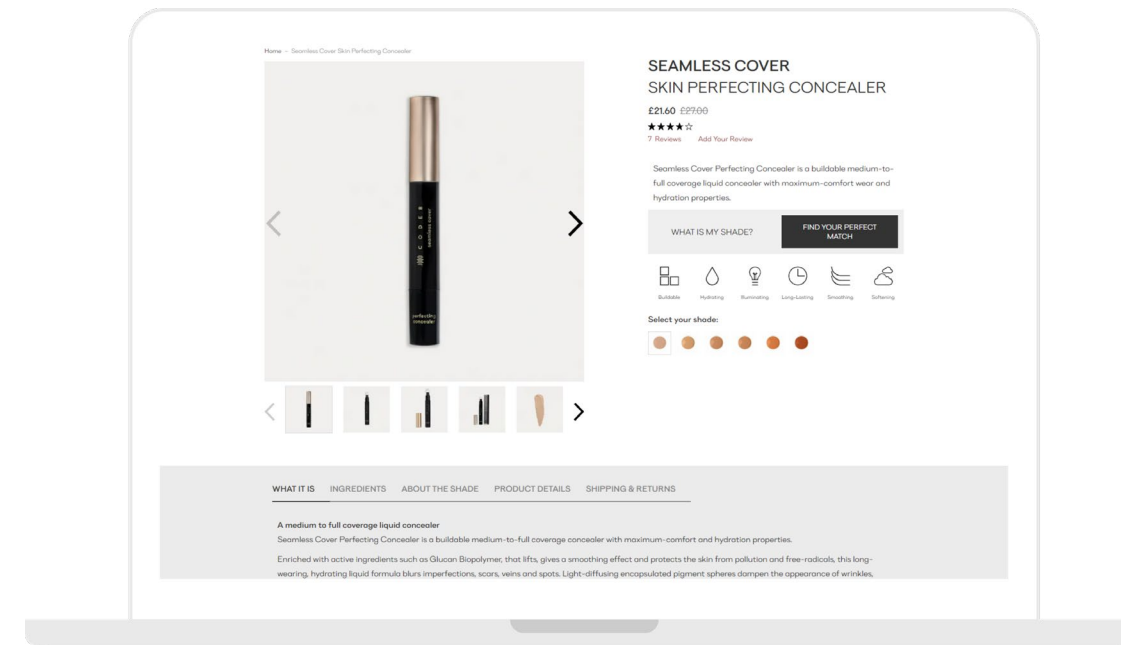 Home – Seamless Cover Skin Perfecting Concealer
SEAMLESS COVER
SKIN PERFECTING CONCEALER
£21.60 £27.00
7 Reviews Add Your Review
Seamless Cover Perfecting Concealer is a buildable medium-to-
full coverage liquid concealer with maximum-comfort wear and
hydration properties.
WHAT IS MY SHADE?
FIND YOUR PERFECT
MATCH
Buildable Hydrating Illuminating Long-Lasting Smoothing Softening
Select your shade:
CODE8
seamless cover
perfecting
concealer
WHAT IT IS INGREDIENTS ABOUT THE SHADE PRODUCT DETAILS SHIPPING & RETURNS
A medium to full coverage liquid concealer
Seamless Cover Perfecting Concealer is a buildable medium-to-full coverage concealer with maximum-comfort and hydration properties.
Enriched with active ingredients such as Glucan Biopolymer, that lifts, gives a smoothing effect and protects the skin from pollution and free-radicals, this long-
wearing, hydrating liquid formula blurs imperfections, scars, veins and spots. Light-diffusing encapsulated pigment spheres dampen the appearance of wrinkles,